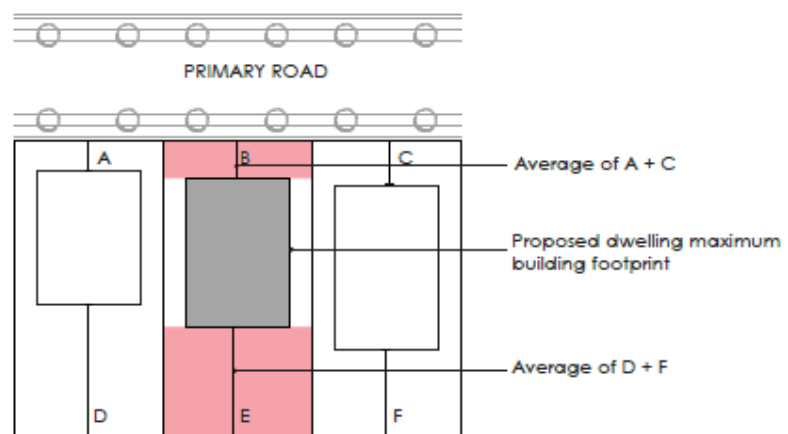 PRIMARY ROAD
A
B
C
Average of A + C
Proposed dwelling maximum
building footprint
Average of D + F
D
E
F